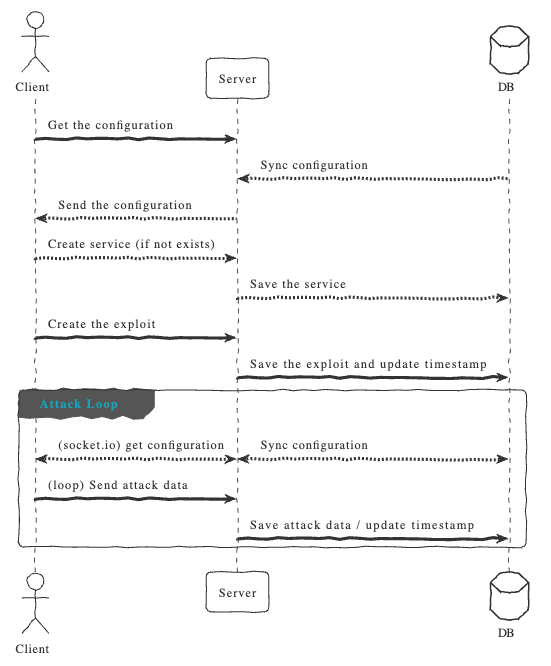 Client
Server
DB
Get the configuration
Sync configuration
Send the configuration
Create service (if not exists)
Save the service
Create the exploit
Save the exploit and update timestamp
Attack Loop
(socket.io) get configuration
Sync configuration
(loop) Send attack data
Save attack data / update timestamp
Client
Server
DB